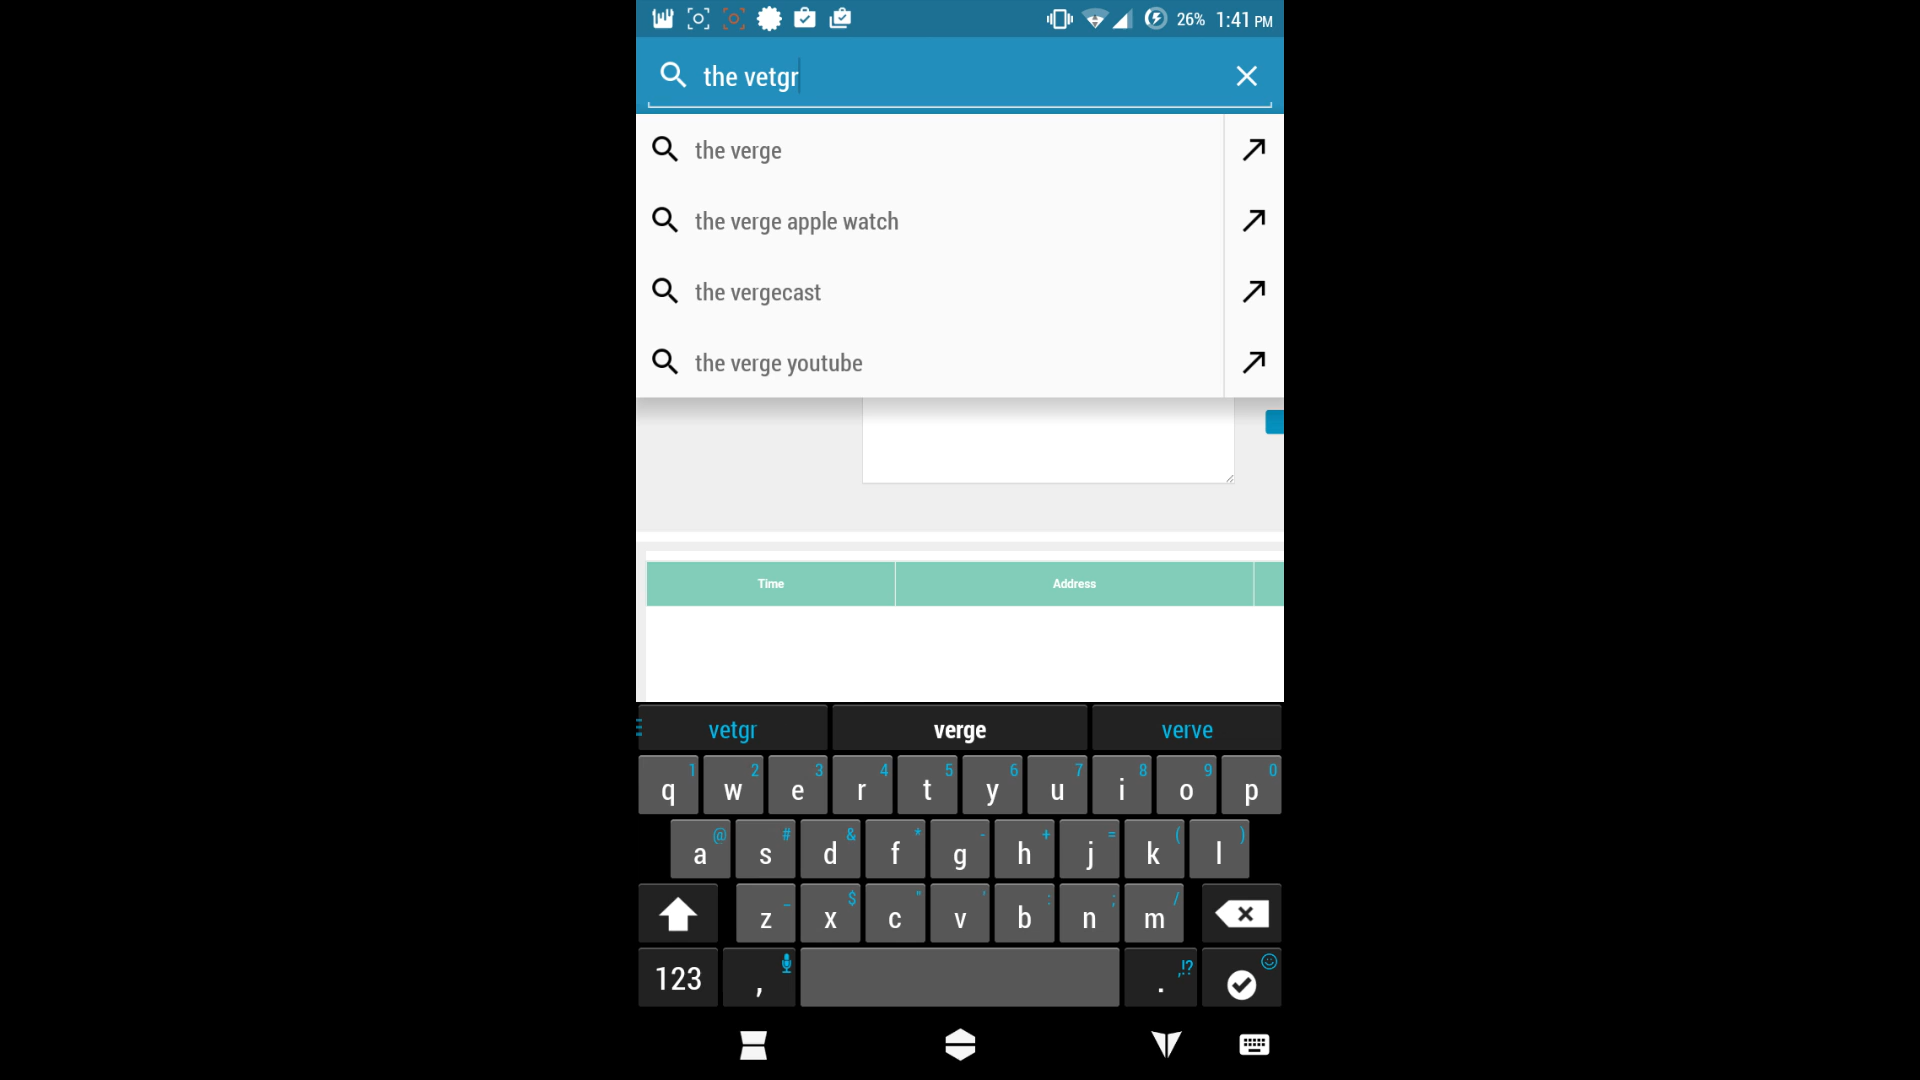 26% 1:41 PM
the vetgr
the verge
the verge apple watch
the vergecast
the verge youtube
Time Address
vetgr verge verve
1 2 3 4 5 6 7 8 9 0
q w e r t y u i o p
@ # & * - + = ( )
a s d f g h j k l
_ $ " ' : ; /
z x c v b n m
,!?
123 , .